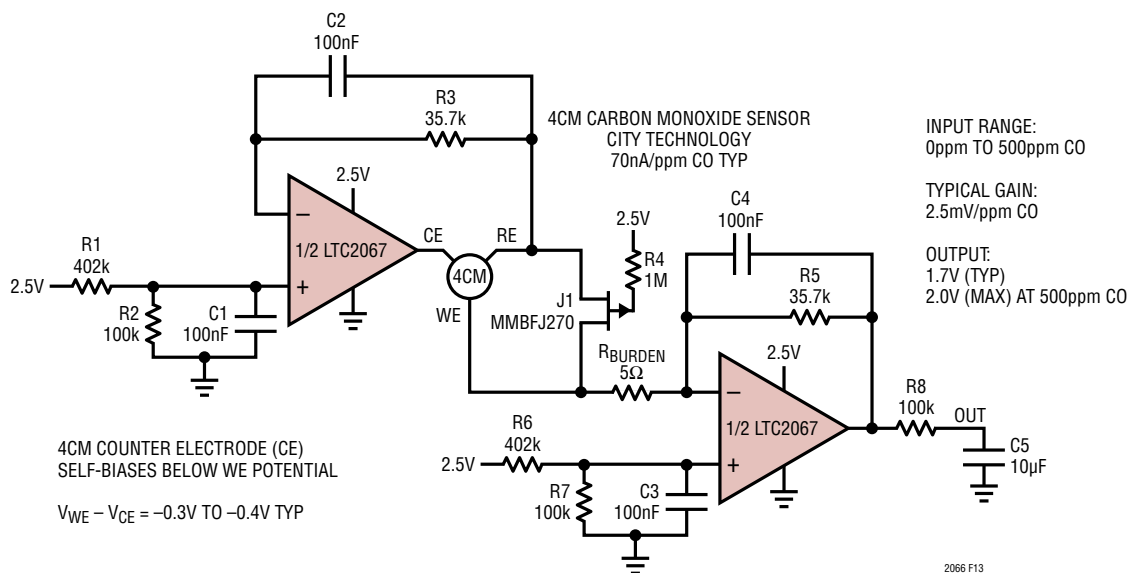 C2
100nF
R3
35.7k
4CM CARBON MONOXIDE SENSOR
CITY TECHNOLOGY
70nA/ppm CO TYP
INPUT RANGE:
0ppm TO 500ppm CO
TYPICAL GAIN:
2.5mV/ppm CO
OUTPUT:
1.7V (TYP)
2.0V (MAX) AT 500ppm CO
2.5V
–
1/2 LTC2067
+
CE
RE
4CM
WE
R1
402k
2.5V
R2
100k
C1
100nF
2.5V
R4
1M
J1
MMBFJ270
C4
100nF
R5
35.7k
RBURDEN
5Ω
2.5V
–
1/2 LTC2067
+
R8
100k
OUT
C5
10µF
R6
402k
2.5V
R7
100k
C3
100nF
4CM COUNTER ELECTRODE (CE)
SELF-BIASES BELOW WE POTENTIAL
VWE – VCE = –0.3V TO –0.4V TYP
2066 F13